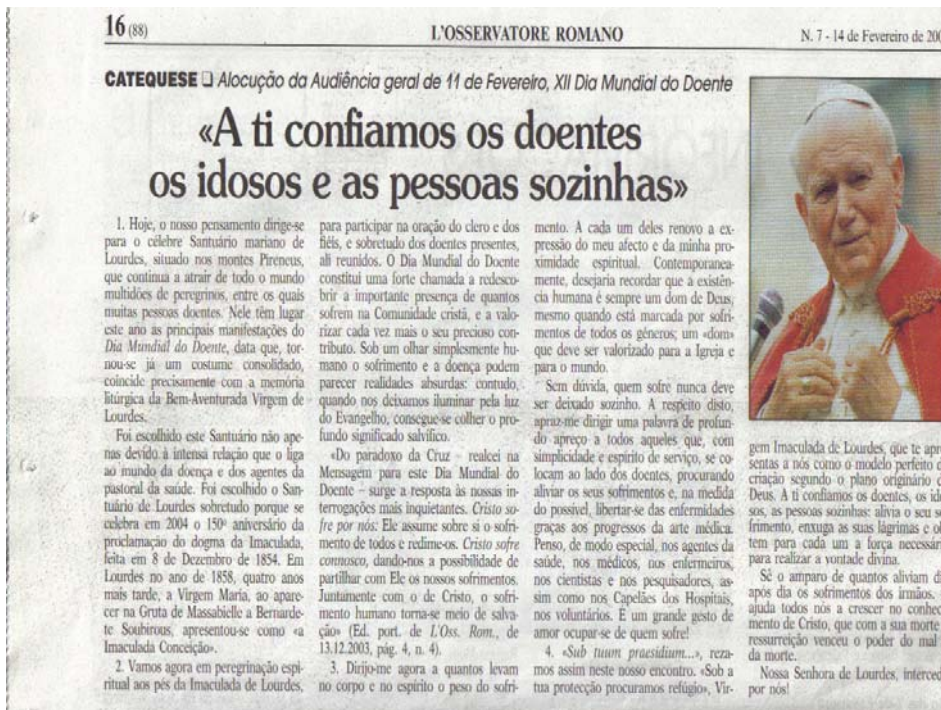 16 (88)
L'OSSERVATORE ROMANO
N. 7 - 14 de Fevereiro de
CATEQUESE ❑ Alocução da Audiência geral de 11 de Fevereiro, XII Dia Mundial do Doente
«A ti confiamos os doentes
os idosos e as pessoas sozinhas»
1. Hoje, o nosso pensamento dirige-se
para o célebre Santuário mariano de
Lourdes, situado nos montes Pireneus,
que continua a atrair de todo o mundo
multidões de peregrinos, entre os quais
muitas pessoas doentes. Nele têm lugar
este ano as principais manifestações do
Dia Mundial do Doente, data que, tor-
nou-se já um costume consolidado,
coincide precisamente com a memória
litúrgica da Bem-Aventurada Virgem de
Lourdes.
Foi escolhido este Santuário não ape-
nas devido à intensa relação que o liga
ao mundo da doença e dos agentes da
pastoral da saúde. Foi escolhido o San-
tuário de Lourdes sobretudo porque se
celebra em 2004 o 150º aniversário da
proclamação do dogma da Imaculada,
feita em 8 de Dezembro de 1854. Em
Lourdes no ano de 1858, quatro anos
mais tarde, a Virgem Maria, ao apare-
cer na Gruta de Massabielle a Bernarde-
te Soubirous, apresentou-se como «a
Imaculada Conceição».
2. Vamos agora em peregrinação espi-
ritual aos pés da Imaculada de Lourdes,
para participar na oração do clero e dos
fiéis, e sobretudo dos doentes presentes,
ali reunidos. O Dia Mundial do Doente
constitui uma forte chamada a redesco-
brir a importante presença de quantos
sofrem na Comunidade cristã, e a valo-
rizar cada vez mais o seu precioso con-
tributo. Sob um olhar simplesmente hu-
mano o sofrimento e a doença podem
parecer realidades absurdas: contudo,
quando nos deixamos iluminar pela luz
do Evangelho, consegue-se colher o pro-
fundo significado salvífico.
«Do paradoxo da Cruz – realcei na
Mensagem para este Dia Mundial do
Doente – surge a resposta às nossas in-
terrogações mais inquietantes. Cristo so-
fre por nós: Ele assume sobre si o sofri-
mento de todos e redime-os. Cristo sofre
connosco, dando-nos a possibilidade de
partilhar com Ele os nossos sofrimentos.
Juntamente com o de Cristo, o sofri-
mento humano torna-se meio de salva-
ção» (Ed. port. de L'Oss. Rom., de
13.12.2003, pág. 4, n. 4).
3. Dirijo-me agora a quantos levam
no corpo e no espírito o peso do sofri-
mento. A cada um deles renovo a ex-
pressão do meu afecto e da minha pro-
ximidade espiritual. Contemporanea-
mente, desejaria recordar que a existên-
cia humana é sempre um dom de Deus,
mesmo quando está marcada por sofri-
mentos de todos os géneros; um «dom»
que deve ser valorizado para a Igreja e
para o mundo.
Sem dúvida, quem sofre nunca deve
ser deixado sozinho. A respeito disto,
apraz-me dirigir uma palavra de profun-
do apreço a todos aqueles que, com
simplicidade e espírito de serviço, se co-
locam ao lado dos doentes, procurando
aliviar os seus sofrimentos e, na medida
do possível, libertar-se das enfermidades
graças aos progressos da arte médica.
Penso, de modo especial, nos agentes da
saúde, nos médicos, nos enfermeiros,
nos cientistas e nos pesquisadores, as-
sim como nos Capelães dos Hospitais,
nos voluntários. É um grande gesto de
amor ocupar-se de quem sofre!
4. «Sub tuum praesidium...», reza-
mos assim neste nosso encontro. «Sob a
tua protecção procuramos refúgio», Vir-
gem Imaculada de Lourdes, que te apre
sentas a nós como o modelo perfeito d
criação segundo o plano originário d
Deus. A ti confiamos os doentes, os ido
sos, as pessoas sozinhas: alivia o seu so
frimento, enxuga as suas lágrimas e ob
tem para cada um a força necessár
para realizar a vontade divina.
Sê o amparo de quantos aliviam di
após dia os sofrimentos dos irmãos.
ajuda todos nós a crescer no conhec
mento de Cristo, que com a sua morte
ressurreição venceu o poder do mal
da morte.
Nossa Senhora de Lourdes, interced
por nós!